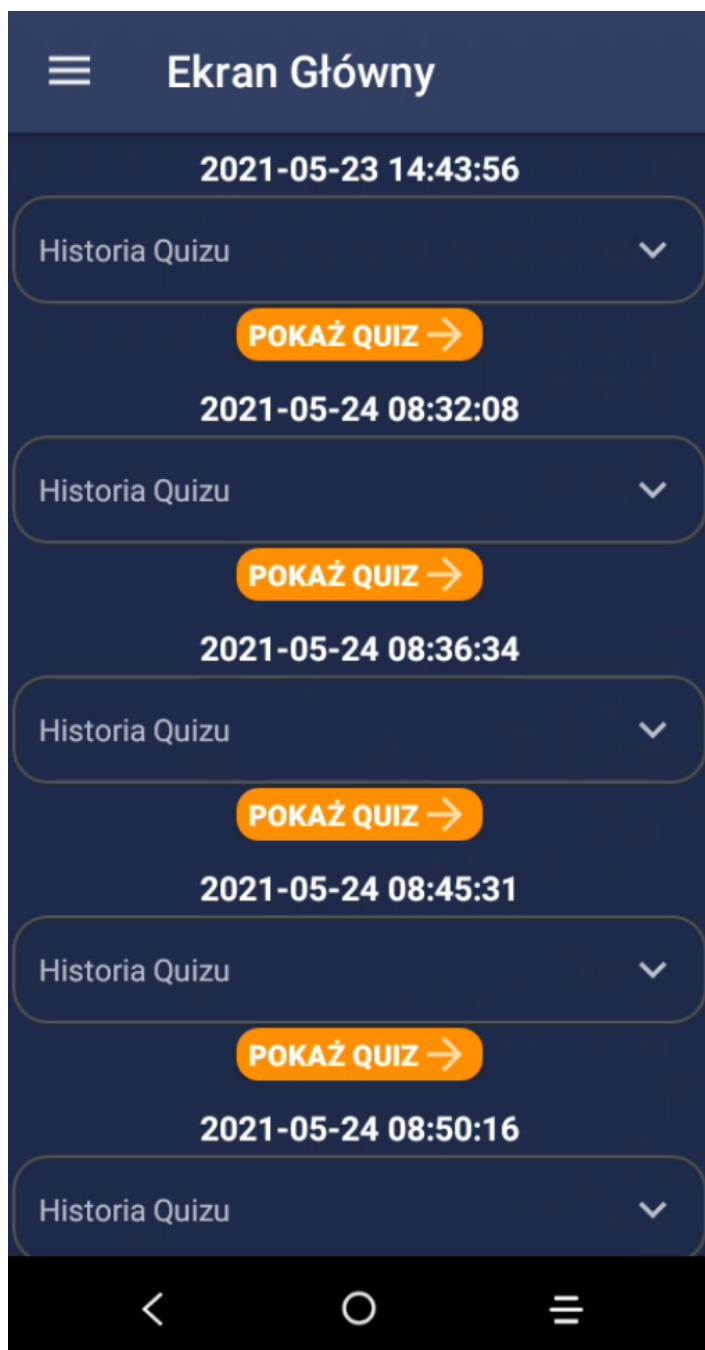 Ekran Główny
2021-05-23 14:43:56
Historia Quizu
POKAŻ QUIZ
2021-05-24 08:32:08
Historia Quizu
POKAŻ QUIZ
2021-05-24 08:36:34
Historia Quizu
POKAŻ QUIZ
2021-05-24 08:45:31
Historia Quizu
POKAŻ QUIZ
2021-05-24 08:50:16
Historia Quizu